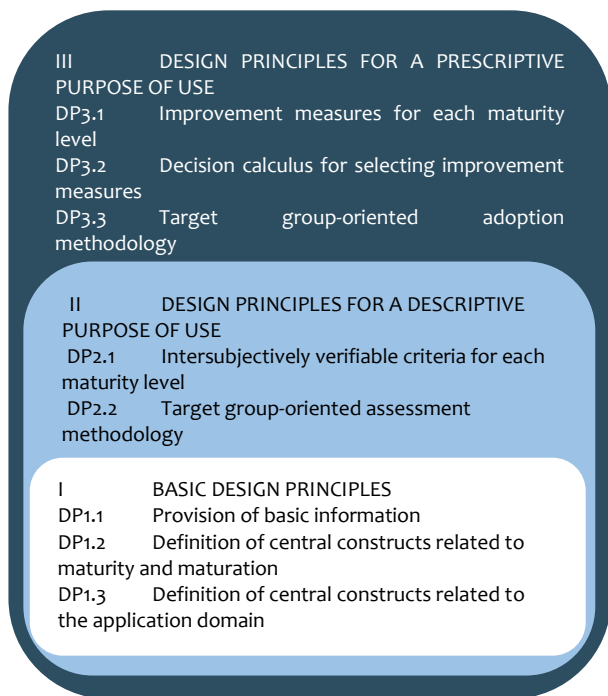 III DESIGN PRINCIPLES FOR A PRESCRIPTIVE
PURPOSE OF USE
DP3.1 Improvement measures for each maturity
level
DP3.2 Decision calculus for selecting improvement
measures
DP3.3 Target group-oriented adoption
methodology
II DESIGN PRINCIPLES FOR A DESCRIPTIVE
PURPOSE OF USE
DP2.1 Intersubjectively verifiable criteria for each
maturity level
DP2.2 Target group-oriented assessment
methodology
I BASIC DESIGN PRINCIPLES
DP1.1 Provision of basic information
DP1.2 Definition of central constructs related to
maturity and maturation
DP1.3 Definition of central constructs related to
the application domain